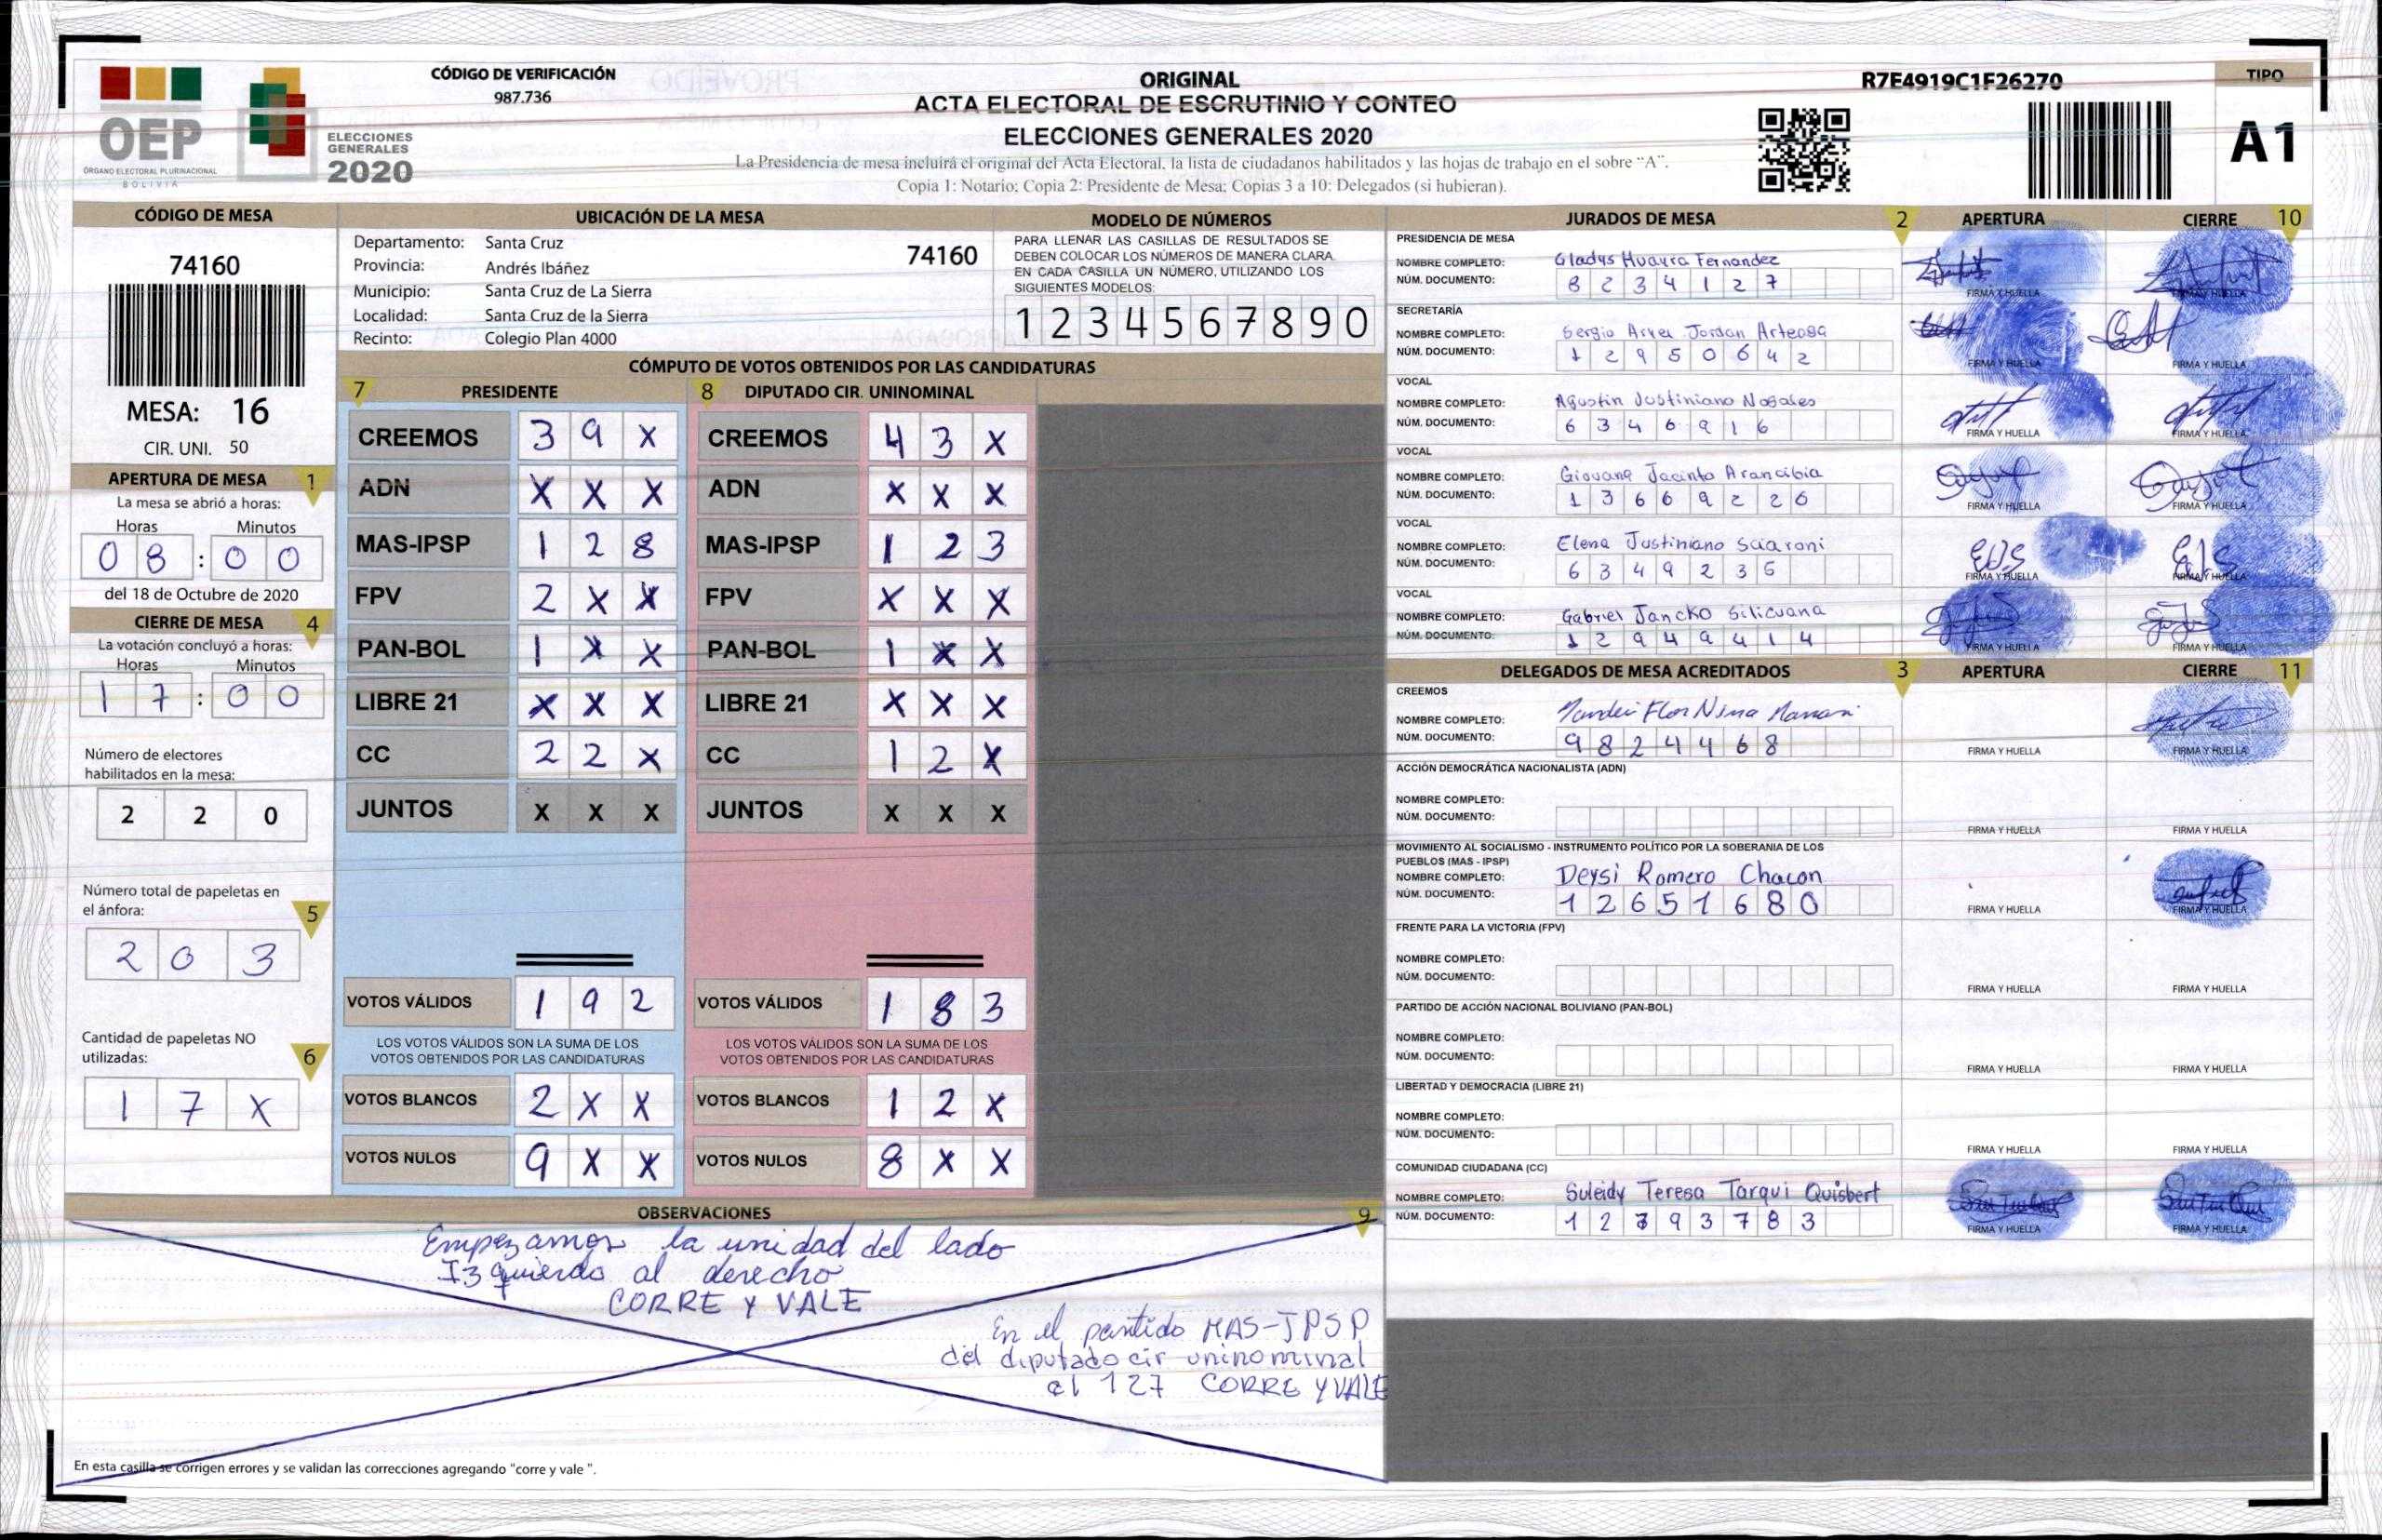 OEP
ÓRGANO ELECTORAL PLURINACIONAL
BOLIVIA
ELECCIONES
GENERALES
2020
CÓDIGO DE VERIFICACIÓN
987.736
ORIGINAL
ACTA ELECTORAL DE ESCRUTINIO Y CONTEO
ELECCIONES GENERALES 2020
La Presidencia de mesa incluirá el original del Acta Electoral, la lista de ciudadanos habilitados y las hojas de trabajo en el sobre “A”.
Copia 1: Notario; Copia 2: Presidente de Mesa; Copias 3 a 10: Delegados (si hubieran).
R7E4919C1F26270
TIPO
A1
CÓDIGO DE MESA
74160
MESA: 16
CIR. UNI. 50
APERTURA DE MESA 1
La mesa se abrió a horas:
Horas Minutos
0 8 : 0 0
del 18 de Octubre de 2020
CIERRE DE MESA 4
La votación concluyó a horas:
Horas Minutos
1 7 : 0 0
Número de electores
habilitados en la mesa:
2 2 0
Número total de papeletas en
el ánfora: 5
2 0 3
Cantidad de papeletas NO
utilizadas: 6
1 7 X
UBICACIÓN DE LA MESA
Departamento: Santa Cruz 74160
Provincia: Andrés Ibáñez
Municipio: Santa Cruz de La Sierra
Localidad: Santa Cruz de la Sierra
Recinto: Colegio Plan 4000
MODELO DE NÚMEROS
PARA LLENAR LAS CASILLAS DE RESULTADOS SE
DEBEN COLOCAR LOS NÚMEROS DE MANERA CLARA.
EN CADA CASILLA UN NÚMERO, UTILIZANDO LOS
SIGUIENTES MODELOS:
1 2 3 4 5 6 7 8 9 0
CÓMPUTO DE VOTOS OBTENIDOS POR LAS CANDIDATURAS
7 PRESIDENTE 8 DIPUTADO CIR. UNINOMINAL
CREEMOS 3 9 X CREEMOS 4 3 X
ADN X X X ADN X X X
MAS-IPSP 1 2 8 MAS-IPSP 1 2 3
FPV 2 X X FPV X X X
PAN-BOL 1 X X PAN-BOL 1 X X
LIBRE 21 X X X LIBRE 21 X X X
CC 2 2 X CC 1 2 X
JUNTOS X X X JUNTOS X X X
VOTOS VÁLIDOS 1 9 2 VOTOS VÁLIDOS 1 8 3
LOS VOTOS VÁLIDOS SON LA SUMA DE LOS LOS VOTOS VÁLIDOS SON LA SUMA DE LOS
VOTOS OBTENIDOS POR LAS CANDIDATURAS VOTOS OBTENIDOS POR LAS CANDIDATURAS
VOTOS BLANCOS 2 X X VOTOS BLANCOS 1 2 X
VOTOS NULOS 9 X X VOTOS NULOS 8 X X
OBSERVACIONES 9
Empezamos la unidad del lado
Izquierdo al derecho
CORRE Y VALE
En el partido MAS-IPSP
del diputado cir uninominal
el 127 CORRE Y VALE
En esta casilla se corrigen errores y se validan las correcciones agregando "corre y vale ".
JURADOS DE MESA 2 APERTURA CIERRE 10
PRESIDENCIA DE MESA
NOMBRE COMPLETO: Gladys Huayra Fernandez
NÚM. DOCUMENTO: 8 2 3 4 1 2 7
FIRMA Y HUELLA FIRMA Y HUELLA
SECRETARÍA
NOMBRE COMPLETO: Sergio Jordan Arteaga
NÚM. DOCUMENTO: 1 2 9 5 0 6 4 2
FIRMA Y HUELLA FIRMA Y HUELLA
VOCAL
NOMBRE COMPLETO: Agustin Justiniano Nogales
NÚM. DOCUMENTO: 6 3 4 6 9 1 6
FIRMA Y HUELLA FIRMA Y HUELLA
VOCAL
NOMBRE COMPLETO: Giovana Jacinto Arancibia
NÚM. DOCUMENTO: 1 3 6 6 9 2 2 6
FIRMA Y HUELLA FIRMA Y HUELLA
VOCAL
NOMBRE COMPLETO: Elena Justiniano Sciaroni
NÚM. DOCUMENTO: 6 3 4 9 2 3 5
FIRMA Y HUELLA FIRMA Y HUELLA
VOCAL
NOMBRE COMPLETO: Gabriel Jancko Silicuana
NÚM. DOCUMENTO: 1 2 9 4 9 4 1 4
FIRMA Y HUELLA FIRMA Y HUELLA
DELEGADOS DE MESA ACREDITADOS 3 APERTURA CIERRE 11
CREEMOS
NOMBRE COMPLETO: Flor Nina Mamani
NÚM. DOCUMENTO: 9 8 2 4 4 6 8
FIRMA Y HUELLA FIRMA Y HUELLA
ACCIÓN DEMOCRÁTICA NACIONALISTA (ADN)
NOMBRE COMPLETO:
NÚM. DOCUMENTO:
FIRMA Y HUELLA FIRMA Y HUELLA
MOVIMIENTO AL SOCIALISMO - INSTRUMENTO POLÍTICO POR LA SOBERANIA DE LOS
PUEBLOS (MAS - IPSP)
NOMBRE COMPLETO: Deysi Romero Chacon
NÚM. DOCUMENTO: 1 2 6 5 1 6 8 0
FIRMA Y HUELLA FIRMA Y HUELLA
FRENTE PARA LA VICTORIA (FPV)
NOMBRE COMPLETO:
NÚM. DOCUMENTO:
FIRMA Y HUELLA FIRMA Y HUELLA
PARTIDO DE ACCIÓN NACIONAL BOLIVIANO (PAN-BOL)
NOMBRE COMPLETO:
NÚM. DOCUMENTO:
FIRMA Y HUELLA FIRMA Y HUELLA
LIBERTAD Y DEMOCRACIA (LIBRE 21)
NOMBRE COMPLETO:
NÚM. DOCUMENTO:
FIRMA Y HUELLA FIRMA Y HUELLA
COMUNIDAD CIUDADANA (CC)
NOMBRE COMPLETO: Suleidy Teresa Tarqui Quisbert
NÚM. DOCUMENTO: 1 2 7 9 3 7 8 3
FIRMA Y HUELLA FIRMA Y HUELLA